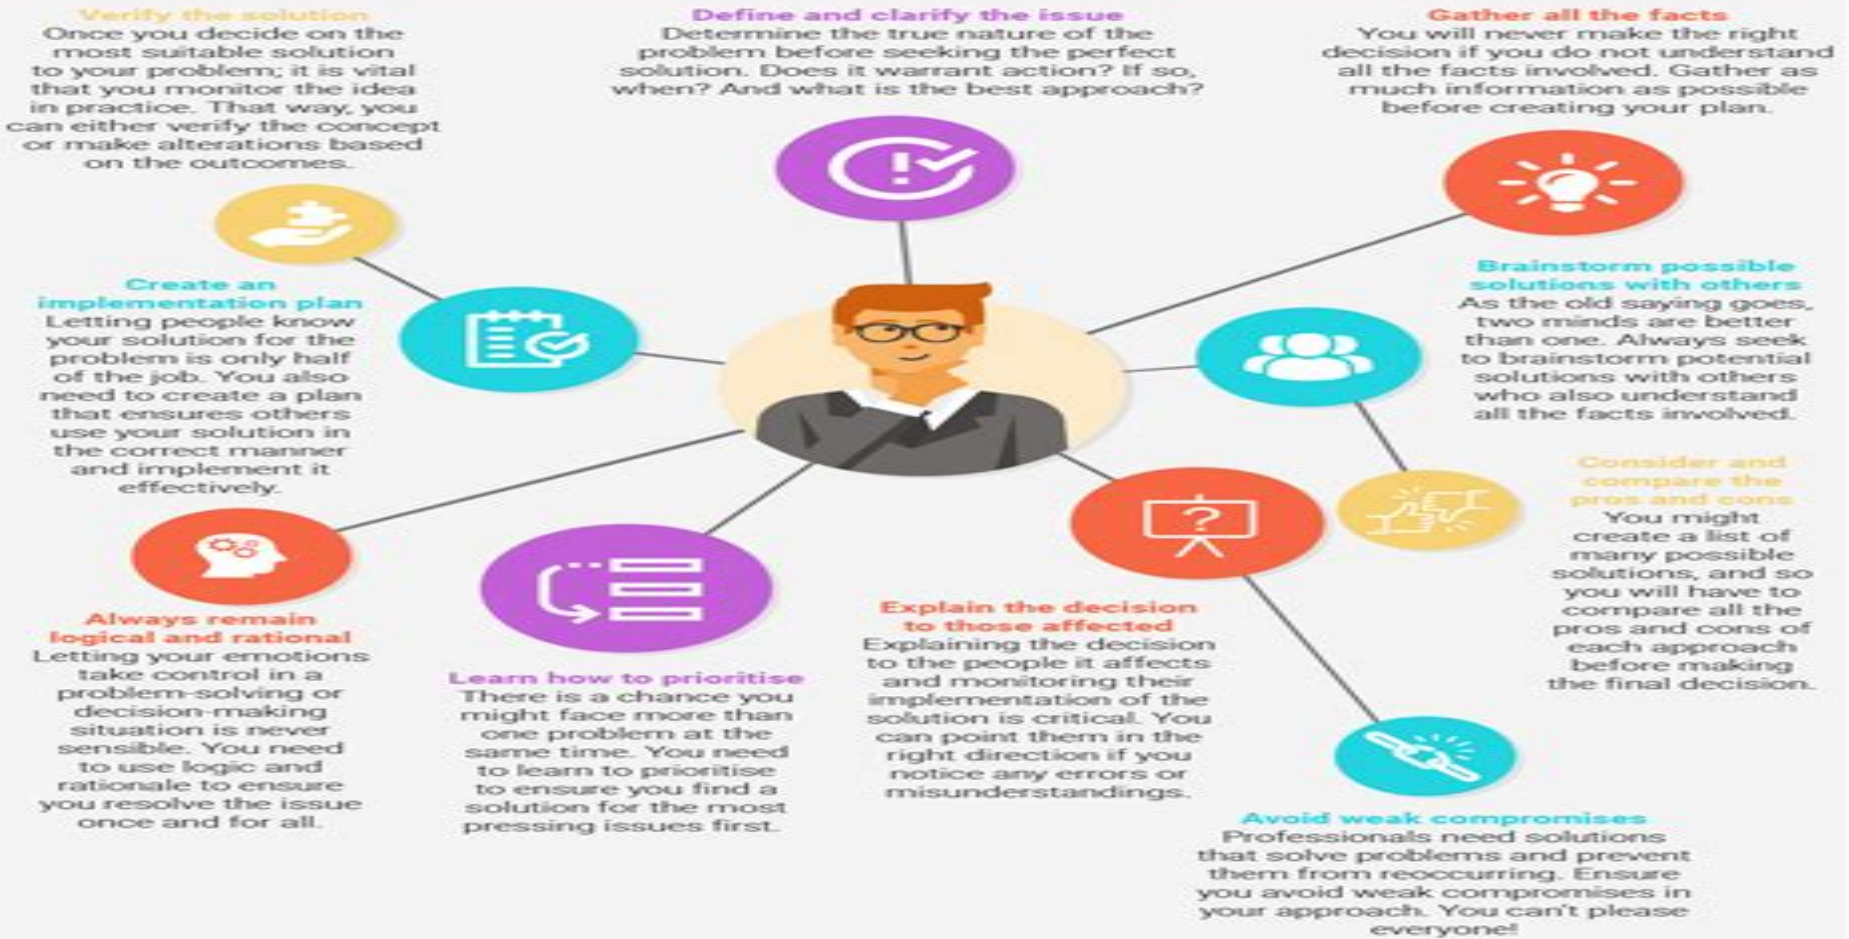 Verify the solution
Once you decide on the
most suitable solution
to your problem; it is vital
that you monitor the idea
in practice. That way, you
can either verify the concept
or make alterations based
on the outcomes.
Define and clarify the issue
Determine the true nature of the
problem before seeking the perfect
solution. Does it warrant action? If so,
when? And what is the best approach?
Gather all the facts
You will never make the right
decision if you do not understand
all the facts involved. Gather as
much information as possible
before creating your plan.
Create an
implementation plan
Letting people know
your solution for the
problem is only half
of the job. You also
need to create a plan
that ensures others
use your solution in
the correct manner
and implement it
effectively.
Brainstorm possible
solutions with others
As the old saying goes,
two minds are better
than one. Always seek
to brainstorm potential
solutions with others
who also understand
all the facts involved.
Consider and
compare the
pros and cons
You might
create a list of
many possible
solutions, and so
you will have to
compare all the
pros and cons of
each approach
before making
the final decision.
?
Always remain
logical and rational
Letting your emotions
take control in a
problem-solving or
decision-making
situation is never
sensible. You need
to use logic and
rationale to ensure
you resolve the issue
once and for all.
Learn how to prioritise
There is a chance you
might face more than
one problem at the
same time. You need
to learn to prioritise
to ensure you find a
solution for the most
pressing issues first.
Explain the decision
to those affected
Explaining the decision
to the people it affects
and monitoring their
implementation of the
solution is critical. You
can point them in the
right direction if you
notice any errors or
misunderstandings.
Avoid weak compromises
Professionals need solutions
that solve problems and prevent
them from reoccurring. Ensure
you avoid weak compromises in
your approach. You can't please
everyone!